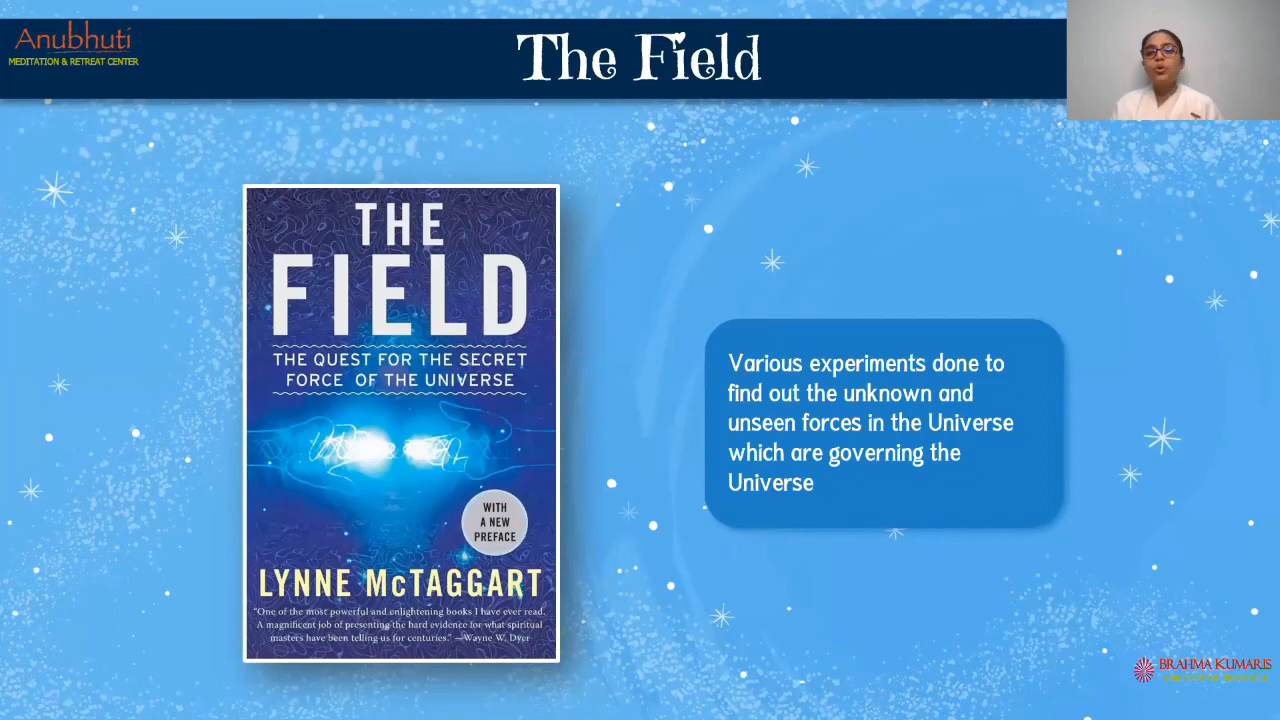 Anubhuti
MEDITATION & RETREAT CENTER
The Field
THE
FIELD
THE QUEST FOR THE SECRET
FORCE OF THE UNIVERSE
WITH
A NEW
PREFACE
LYNNE McTAGGART
"One of the most powerful and enlightening books I have ever read.
A magnificent job of presenting the hard evidence for what spiritual
masters have been telling us for centuries." —Wayne W. Dyer
Various experiments done to
find out the unknown and
unseen forces in the Universe
which are governing the
Universe
BRAHMA KUMARIS